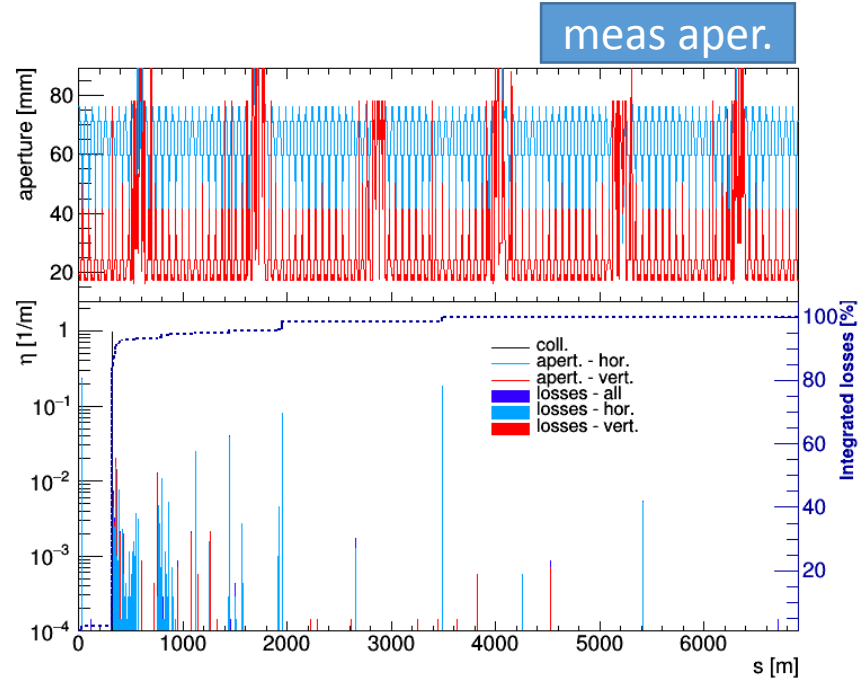 meas aper.
aperture [mm]
80
60
40
20
η [1/m]
1
10⁻¹
10⁻²
10⁻³
10⁻⁴
coll.
apert. - hor.
apert. - vert.
losses - all
losses - hor.
losses - vert.
100
80
60
40
20
Integrated losses [%]
0 1000 2000 3000 4000 5000 6000
s [m]